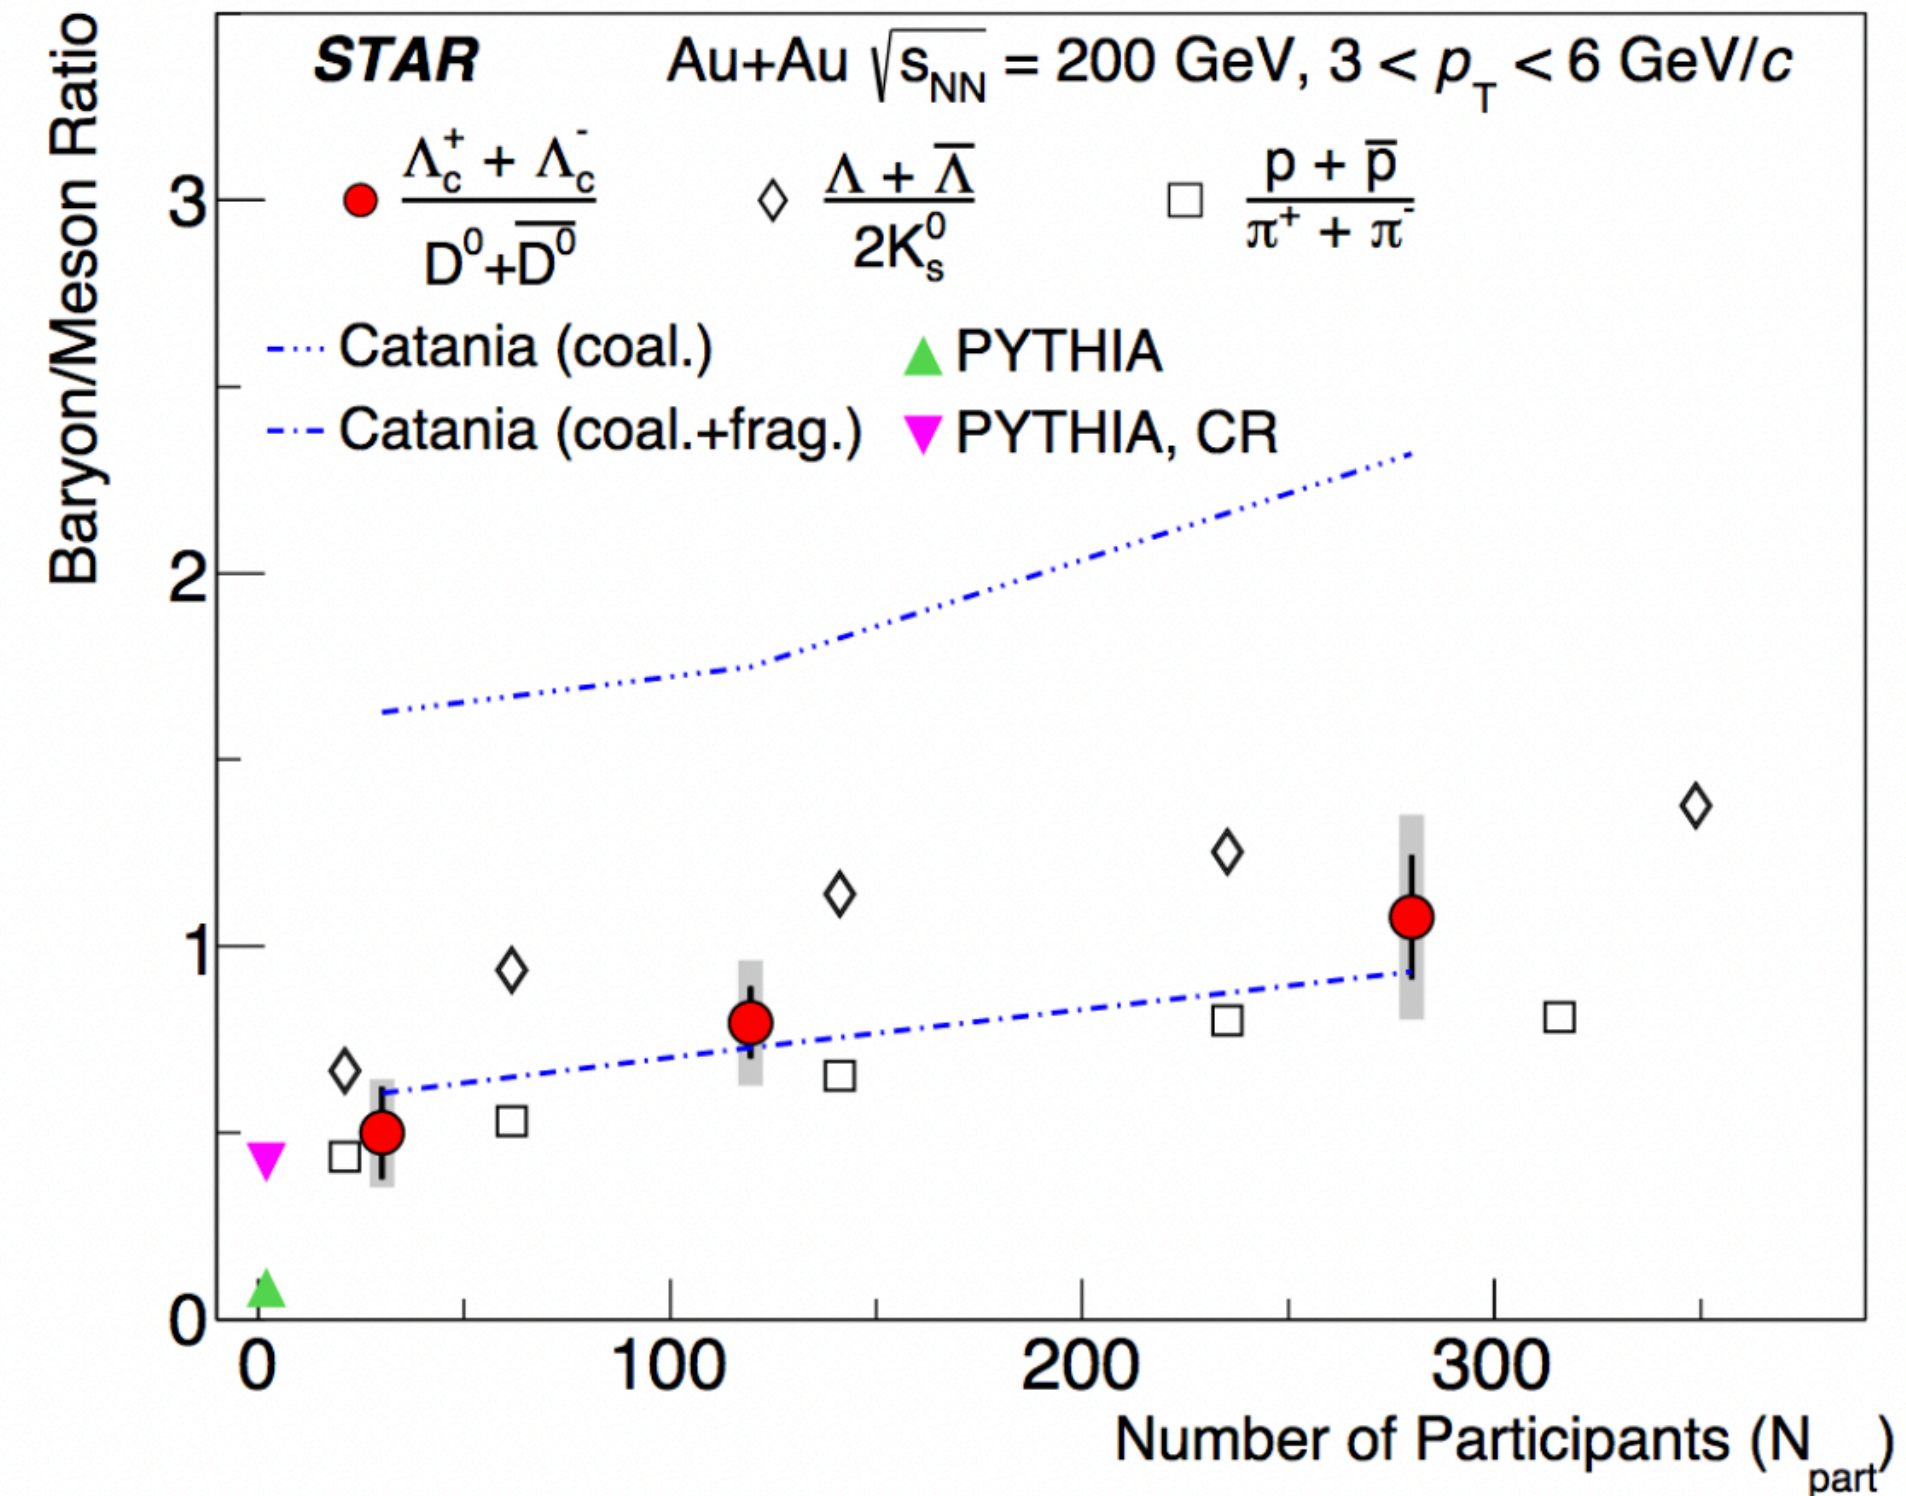 Baryon/Meson Ratio
STAR Au+Au √sNN = 200 GeV, 3 < pT < 6 GeV/c
Λc+ + Λc-
D0+D̅0̅
Λ + Λ̅
2Ks0
p + p̅
π+ + π-
Catania (coal.)
PYTHIA
Catania (coal.+frag.)
PYTHIA, CR
3
2
1
0
0 100 200 300
Number of Participants (Npart)